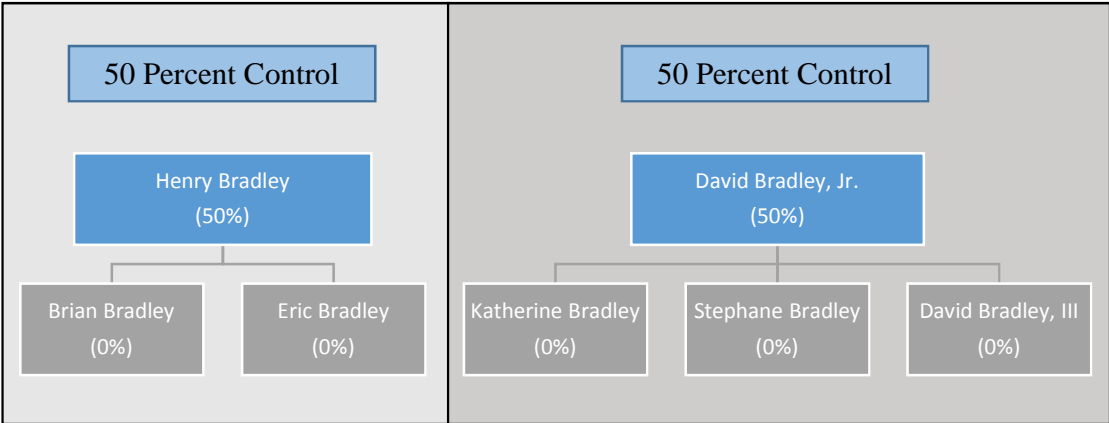 50 Percent Control
Henry Bradley
(50%)
Brian Bradley
(0%)
Eric Bradley
(0%)
50 Percent Control
David Bradley, Jr.
(50%)
Katherine Bradley
(0%)
Stephane Bradley
(0%)
David Bradley, III
(0%)